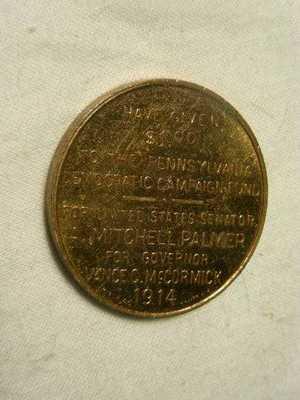 HAVE GIVEN
$1.00
TO THE PENNSYLVANIA
DEMOCRATIC CAMPAIGN FUND
FOR UNITED STATES SENATOR
MITCHELL PALMER
FOR GOVERNOR
VANCE C. McCORMICK
1914